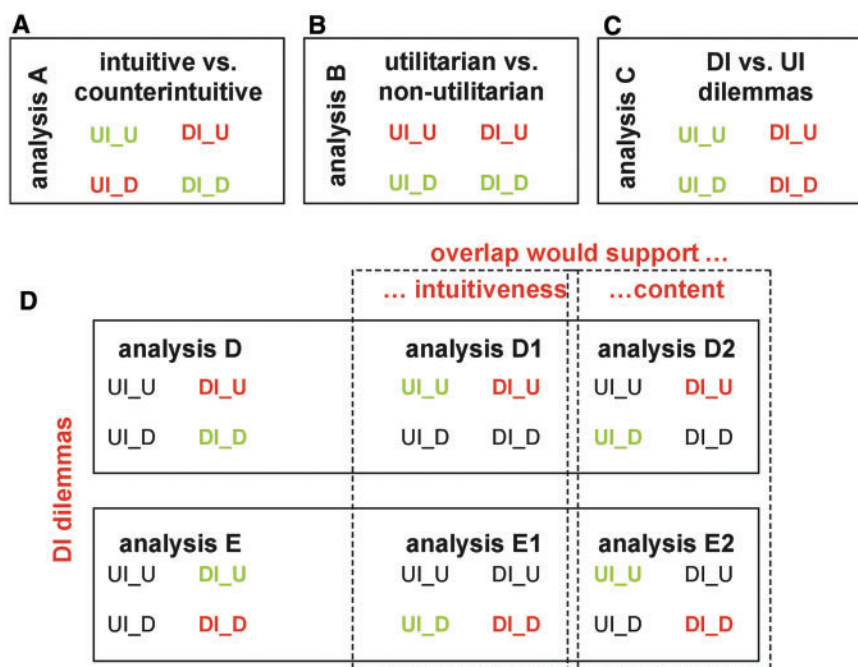 A
B
C
analysis A
intuitive vs.
counterintuitive
UI_U DI_U
UI_D DI_D
analysis B
utilitarian vs.
non-utilitarian
UI_U DI_U
UI_D DI_D
analysis C
DI vs. UI
dilemmas
UI_U DI_U
UI_D DI_D
overlap would support ...
... intuitiveness ...content
D
DI dilemmas
analysis D analysis D1 analysis D2
UI_U DI_U UI_U DI_U UI_U DI_U
UI_D DI_D UI_D DI_D UI_D DI_D
analysis E analysis E1 analysis E2
UI_U DI_U UI_U DI_U UI_U DI_U
UI_D DI_D UI_D DI_D UI_D DI_D